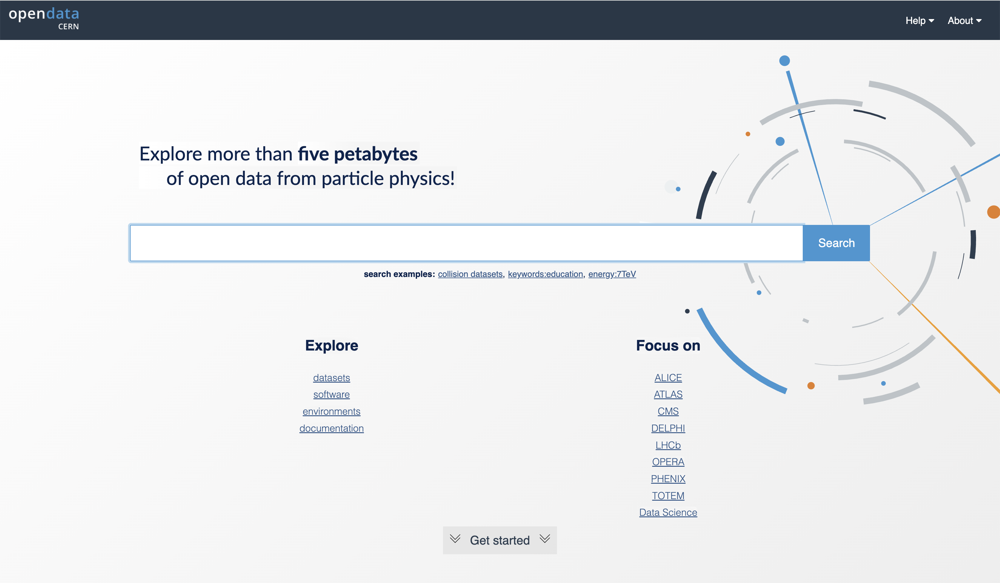 opendata
CERN
Help
About
Explore more than five petabytes
of open data from particle physics!
Search
search examples: collision datasets, keywords:education, energy:7TeV
Explore
datasets
software
environments
documentation
Focus on
ALICE
ATLAS
CMS
DELPHI
LHCb
OPERA
PHENIX
TOTEM
Data Science
Get started